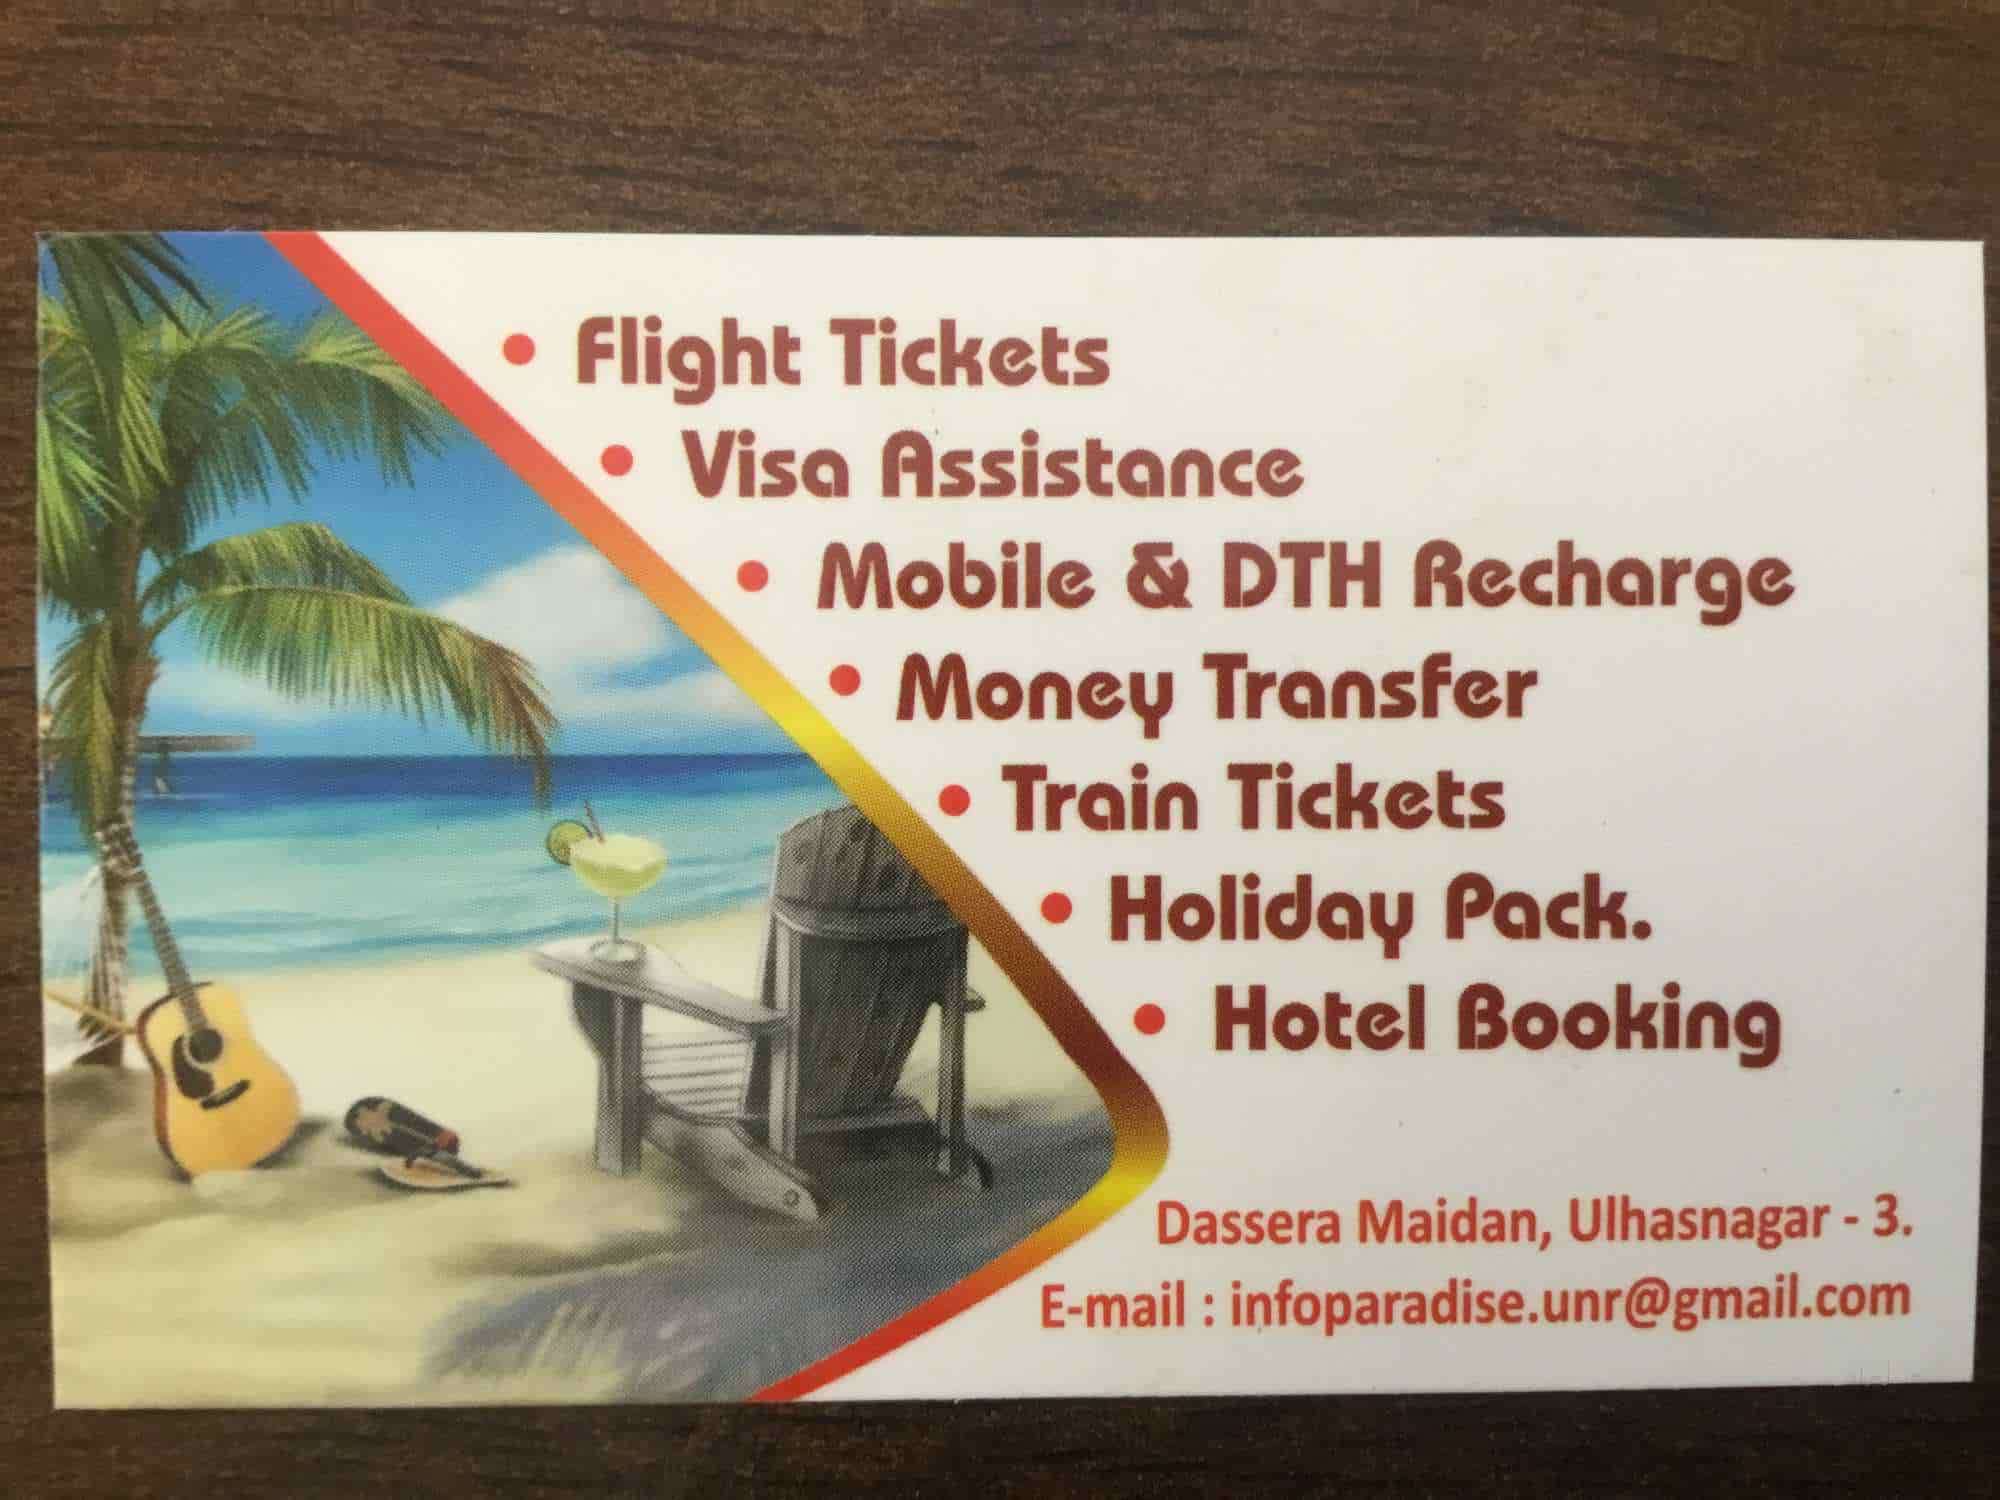 • Flight Tickets
• Visa Assistance
• Mobile & DTH Recharge
• Money Transfer
• Train Tickets
• Holiday Pack.
• Hotel Booking
Dassera Maidan, Ulhasnagar - 3.
E-mail : infoparadise.unr@gmail.com